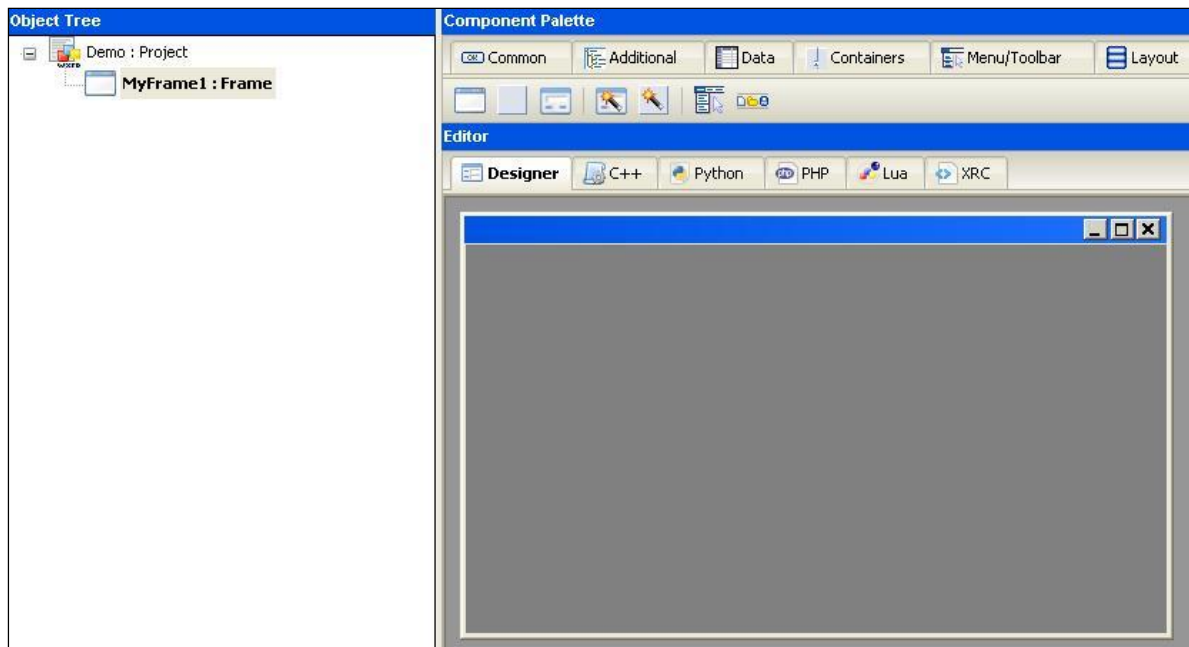 Object Tree
Demo : Project
MyFrame1 : Frame
Component Palette
Common Additional Data Containers Menu/Toolbar Layout
Editor
Designer C++ Python PHP Lua XRC